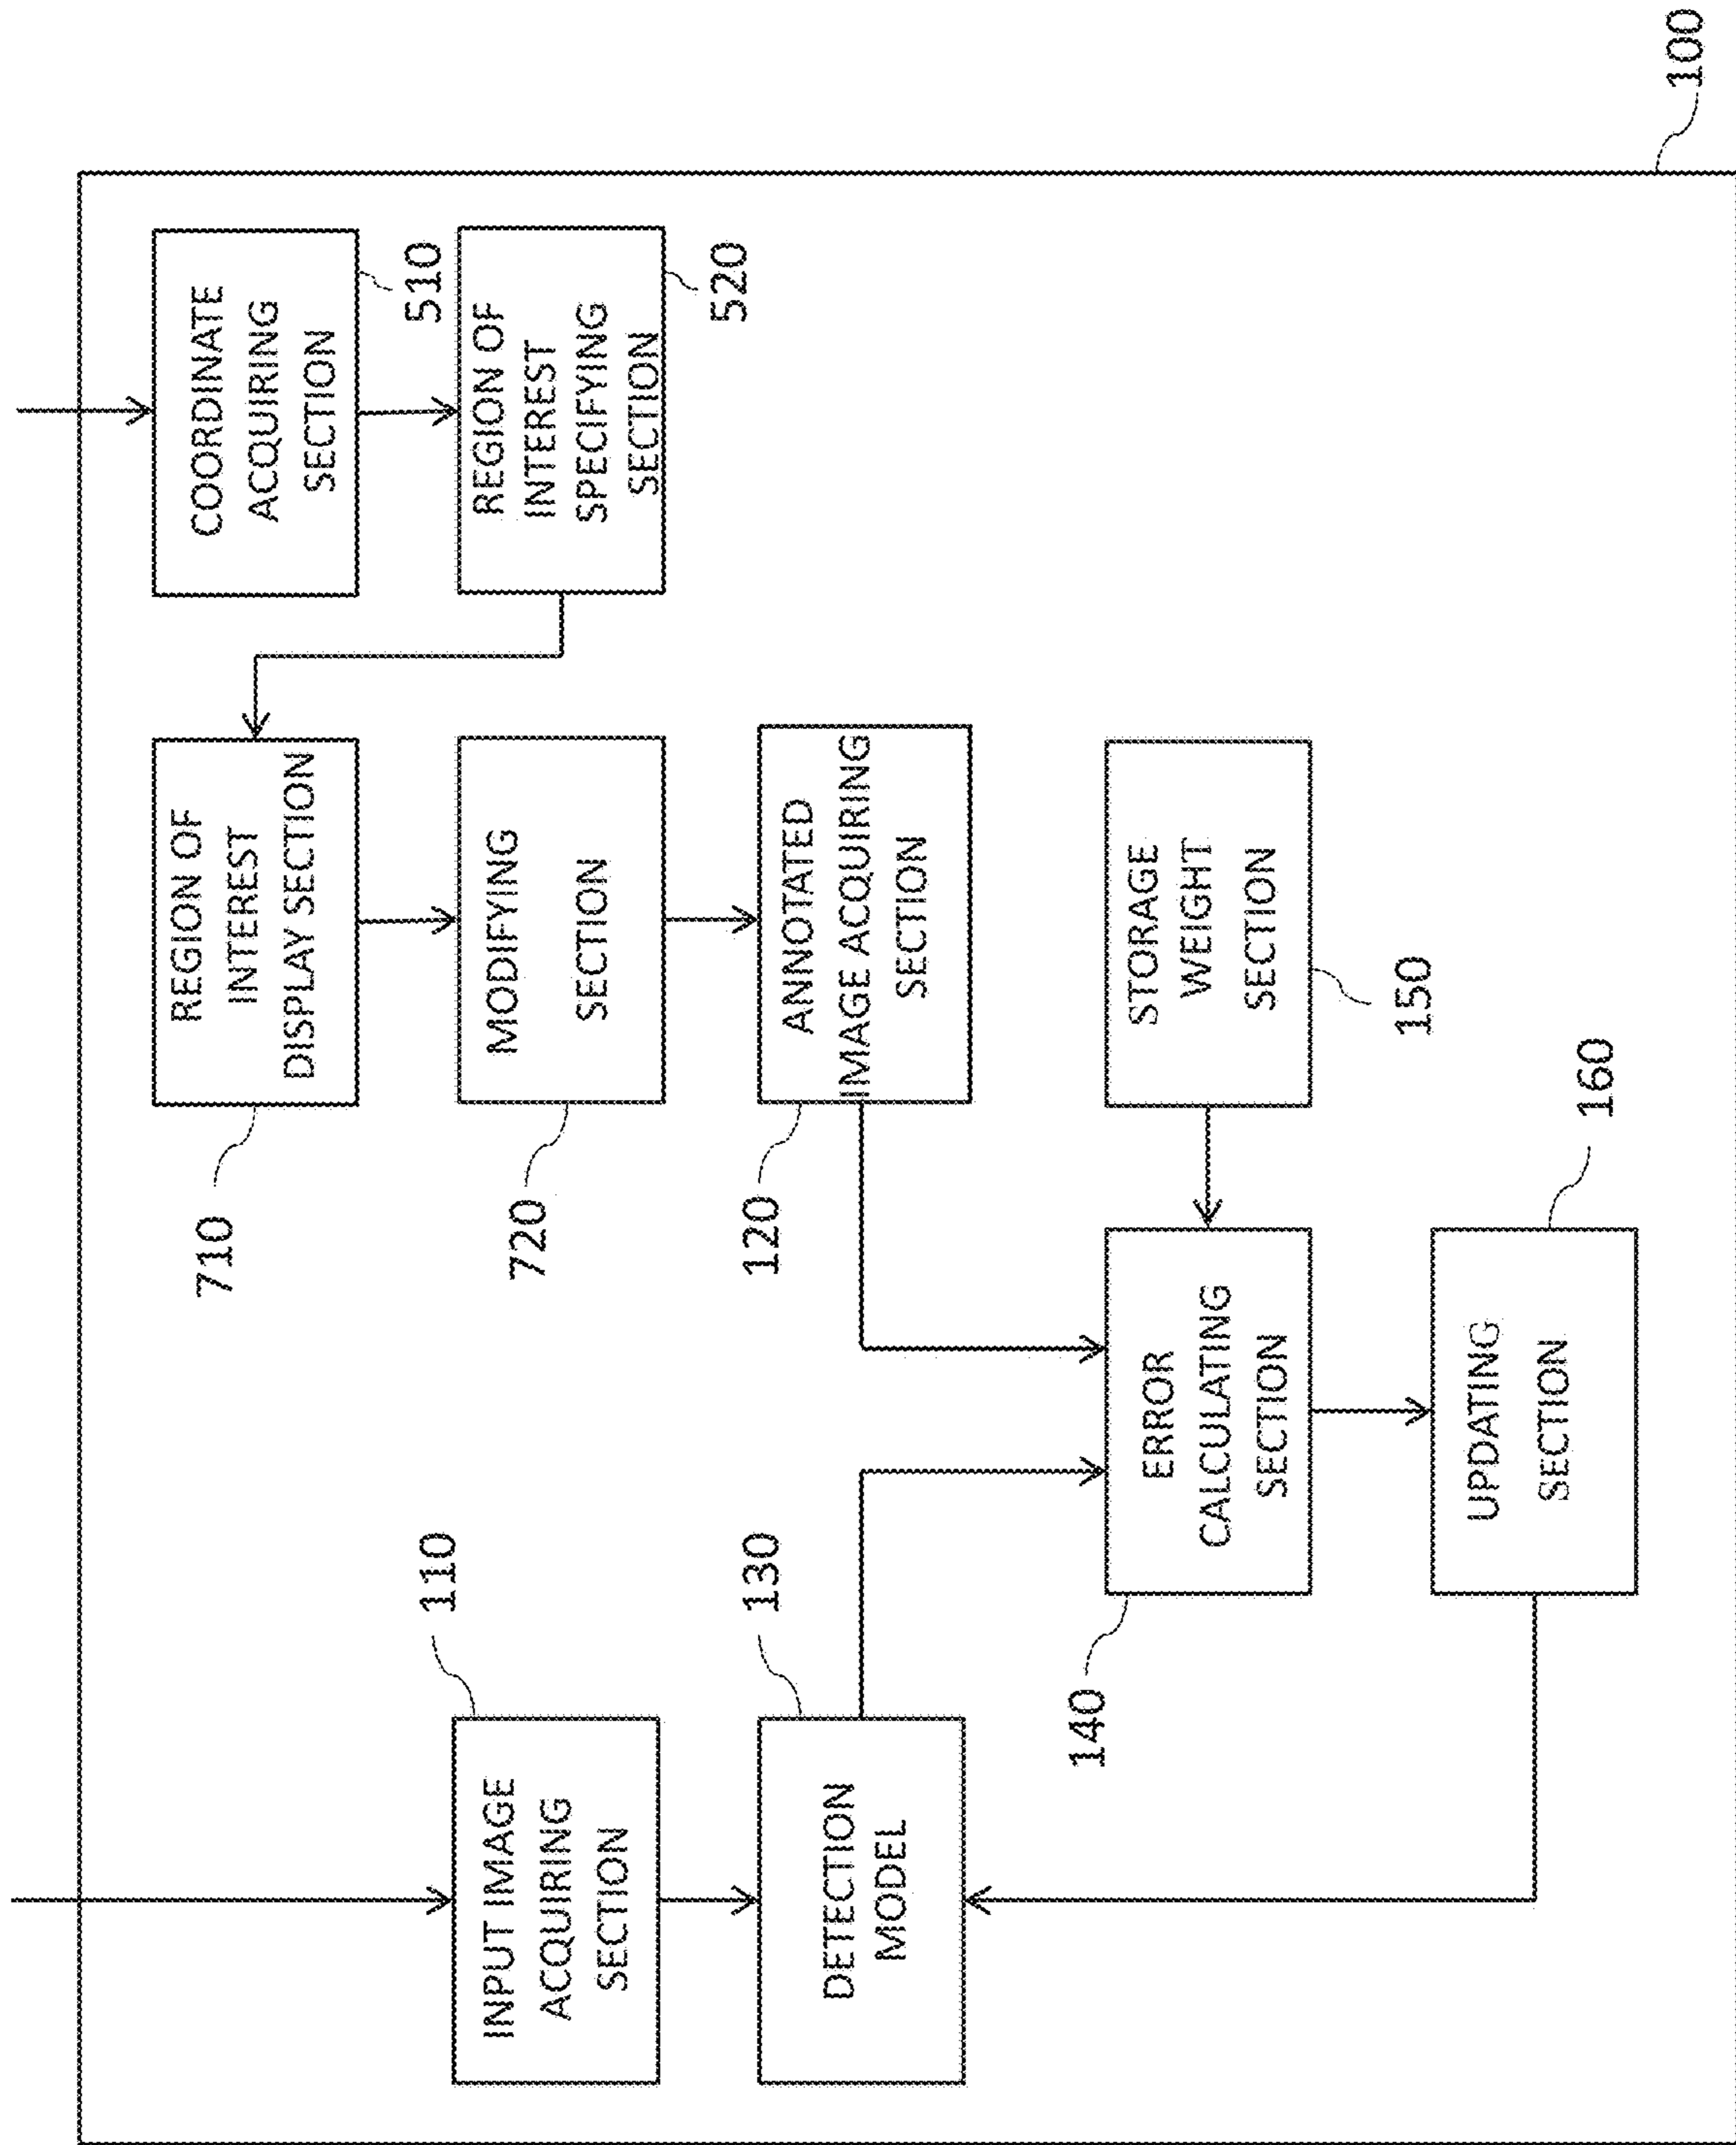 100
COORDINATE
ACQUIRING
SECTION
510
REGION OF
INTEREST
SPECIFYING
SECTION
520
REGION OF
INTEREST
DISPLAY SECTION
710
MODIFYING
SECTION
720
ANNOTATED
IMAGE ACQUIRING
SECTION
120
INPUT IMAGE
ACQUIRING
SECTION
110
DETECTION
MODEL
130
STORAGE
WEIGHT
SECTION
150
ERROR
CALCULATING
SECTION
140
UPDATING
SECTION
160